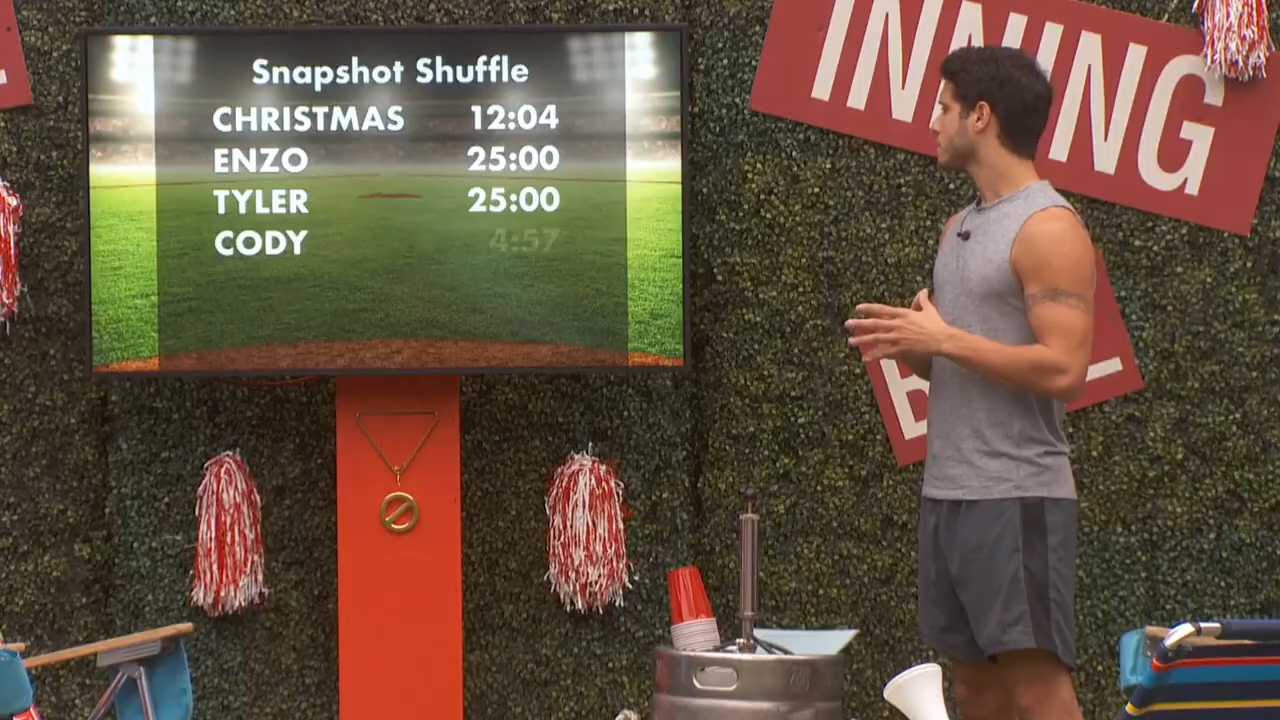 Snapshot Shuffle
CHRISTMAS 12:04
ENZO 25:00
TYLER 25:00
CODY 4:57
INNING